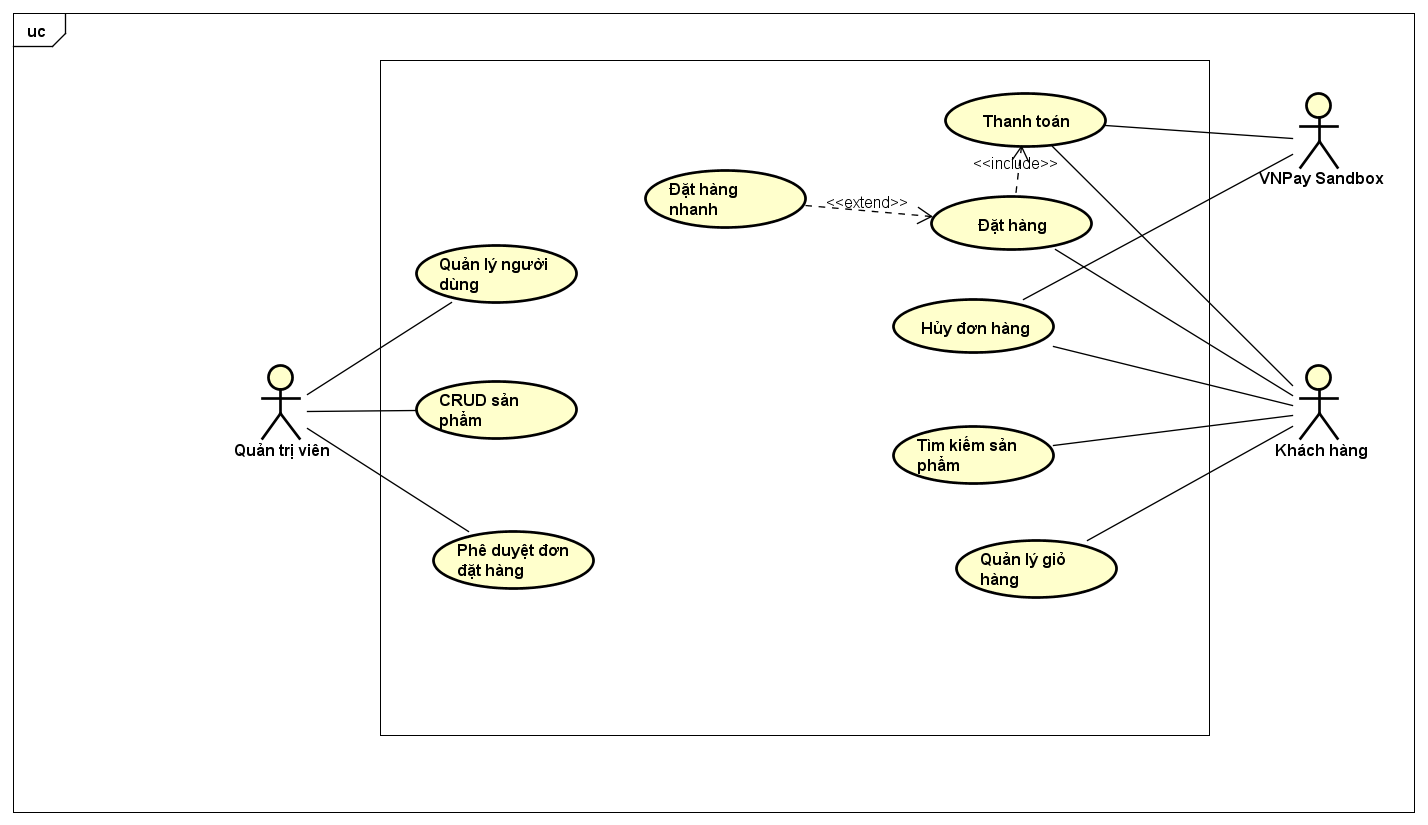 uc
Thanh toán
<<include>>
VNPay Sandbox
Đặt hàng
nhanh
<<extend>>
Đặt hàng
Quản lý người
dùng
Hủy đơn hàng
CRUD sản
phẩm
Quản trị viên
Khách hàng
Tìm kiếm sản
phẩm
Phê duyệt đơn
đặt hàng
Quản lý giỏ
hàng